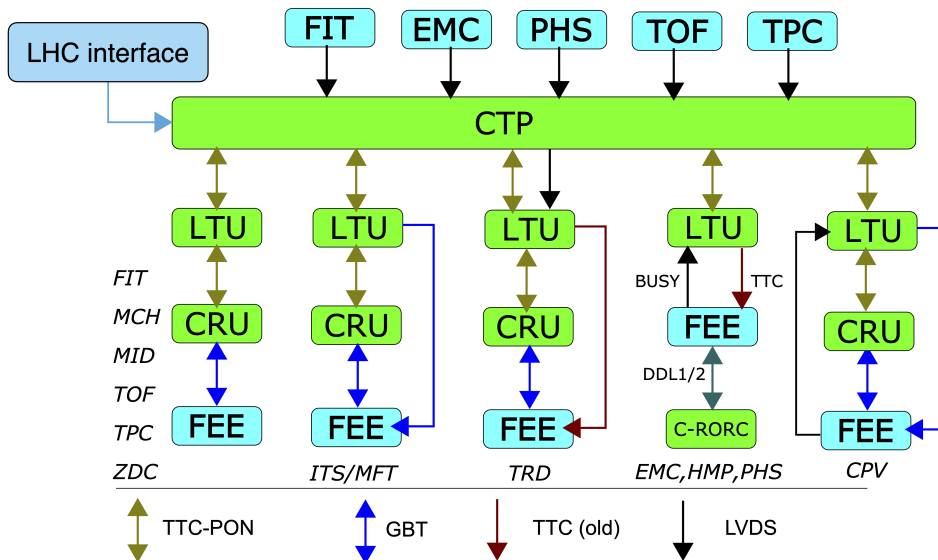 FIT EMC PHS TOF TPC
LHC interface
CTP
LTU LTU LTU LTU LTU
BUSY TTC
FIT
MCH
MID
TOF
TPC
ZDC
CRU CRU CRU FEE CRU
DDL1/2
FEE FEE FEE C-RORC FEE
ITS/MFT TRD EMC,HMP,PHS CPV
TTC-PON GBT TTC (old) LVDS